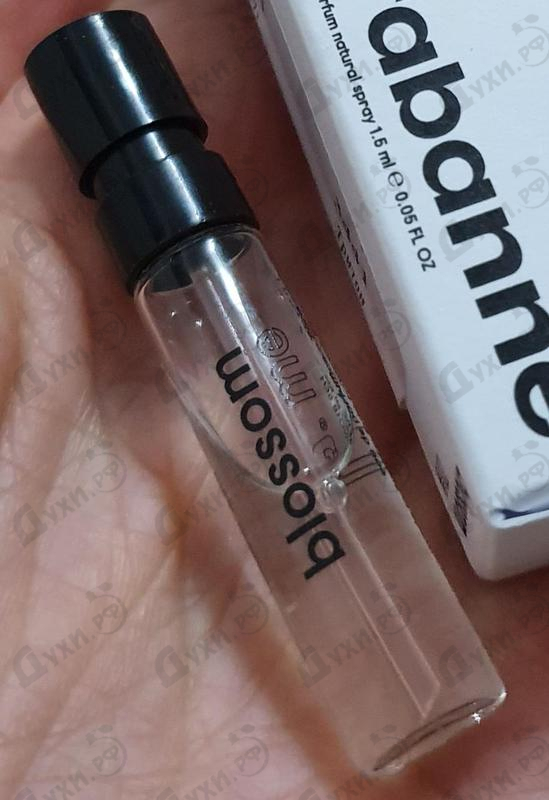 abanne
rfum natural spray 1.5 ml ℮ 0.05 FL OZ
blossom
Духи.РФ